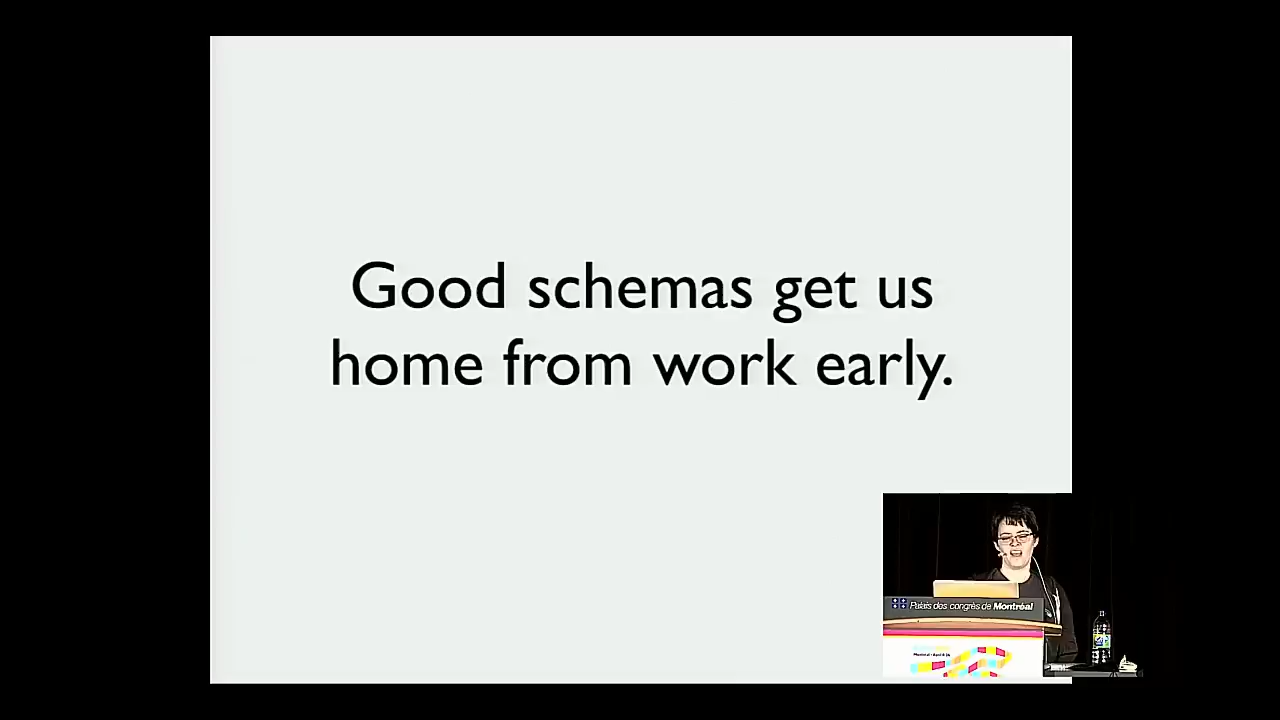 Good schemas get us
home from work early.
Palais des congrès de Montréal